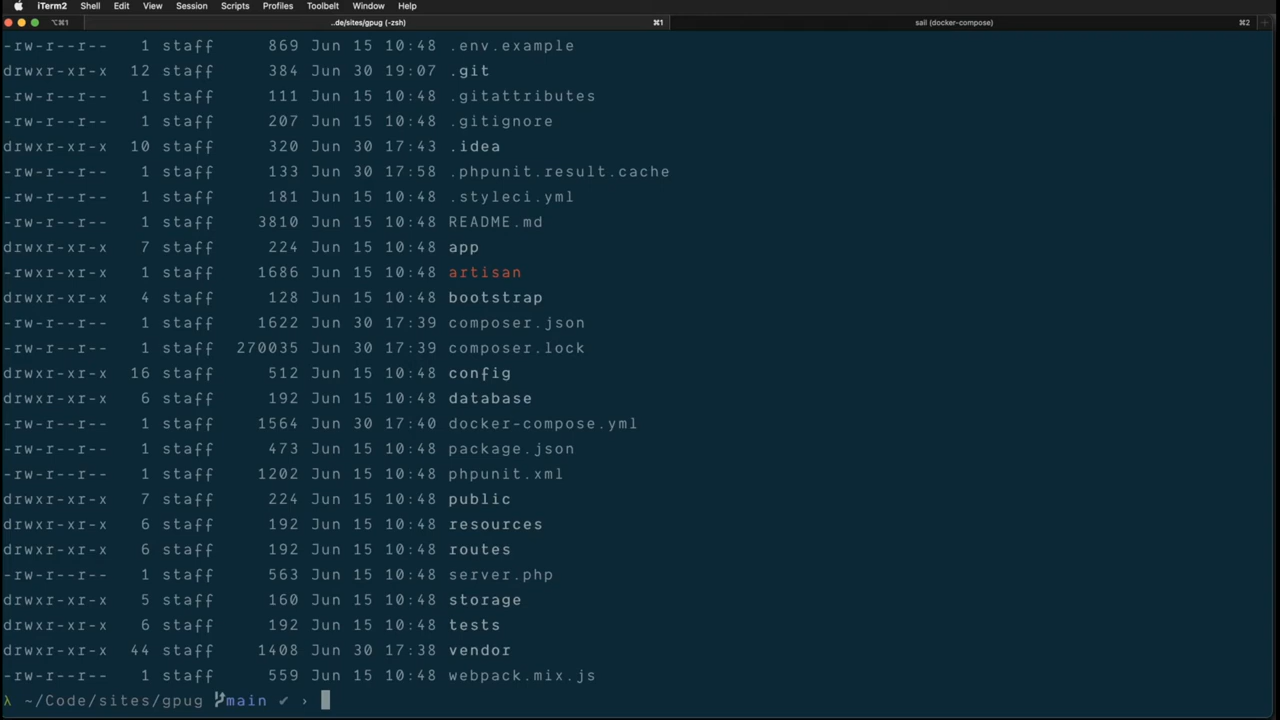 iTerm2 Shell Edit View Session Scripts Profiles Toolbelt Window Help
⌥⌘1 ..de/sites/gpug (-zsh) ⌘1 sail (docker-compose) ⌘2 +
-rw-r--r-- 1 staff 869 Jun 15 10:48 .env.example
drwxr-xr-x 12 staff 384 Jun 30 19:07 .git
-rw-r--r-- 1 staff 111 Jun 15 10:48 .gitattributes
-rw-r--r-- 1 staff 207 Jun 15 10:48 .gitignore
drwxr-xr-x 10 staff 320 Jun 30 17:43 .idea
-rw-r--r-- 1 staff 133 Jun 30 17:58 .phpunit.result.cache
-rw-r--r-- 1 staff 181 Jun 15 10:48 .styleci.yml
-rw-r--r-- 1 staff 3810 Jun 15 10:48 README.md
drwxr-xr-x 7 staff 224 Jun 15 10:48 app
-rwxr-xr-x 1 staff 1686 Jun 15 10:48 artisan
drwxr-xr-x 4 staff 128 Jun 15 10:48 bootstrap
-rw-r--r-- 1 staff 1622 Jun 30 17:39 composer.json
-rw-r--r-- 1 staff 270035 Jun 30 17:39 composer.lock
drwxr-xr-x 16 staff 512 Jun 15 10:48 config
drwxr-xr-x 6 staff 192 Jun 15 10:48 database
-rw-r--r-- 1 staff 1564 Jun 30 17:40 docker-compose.yml
-rw-r--r-- 1 staff 473 Jun 15 10:48 package.json
-rw-r--r-- 1 staff 1202 Jun 15 10:48 phpunit.xml
drwxr-xr-x 7 staff 224 Jun 15 10:48 public
drwxr-xr-x 6 staff 192 Jun 15 10:48 resources
drwxr-xr-x 6 staff 192 Jun 15 10:48 routes
-rw-r--r-- 1 staff 563 Jun 15 10:48 server.php
drwxr-xr-x 5 staff 160 Jun 15 10:48 storage
drwxr-xr-x 6 staff 192 Jun 15 10:48 tests
drwxr-xr-x 44 staff 1408 Jun 30 17:38 vendor
-rw-r--r-- 1 staff 559 Jun 15 10:48 webpack.mix.js
λ ~/Code/sites/gpug main ✔ ›